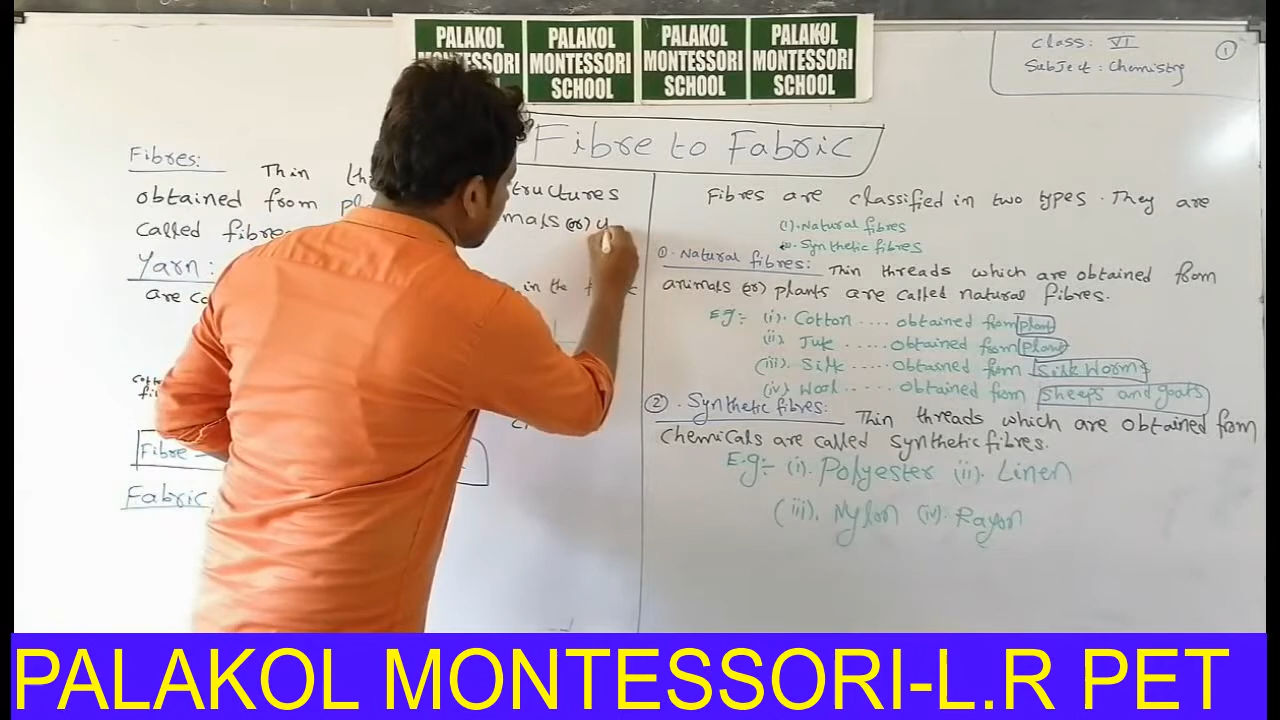 PALAKOL MONTESSORI SCHOOL
PALAKOL MONTESSORI SCHOOL
PALAKOL MONTESSORI SCHOOL
PALAKOL MONTESSORI SCHOOL
Class: VI
Subject: Chemistry
①
Fibre to Fabric
Fibres: Thin
obtained from
called fibre
Yarn:
are
in the
Fibre
Fabric
Fibres are classified in two types. They are
(i). Natural fibres
Synthetic fibres
①. Natural fibres: Thin threads which are obtained from
animals (or) plants are called natural fibres.
Eg:- (i). Cotton .... obtained from plant
(ii). Jute ..... obtained from plant
(iii). Silk ..... obtained from Silk Worms
(iv). Wool ..... obtained from Sheeps and goats
②. Synthetic fibres: Thin threads which are obtained from
Chemicals are called synthetic fibres.
E.g:- (i). Polyester (ii). Linen
(iii). Nylon (iv). Rayon
PALAKOL MONTESSORI-L.R PET